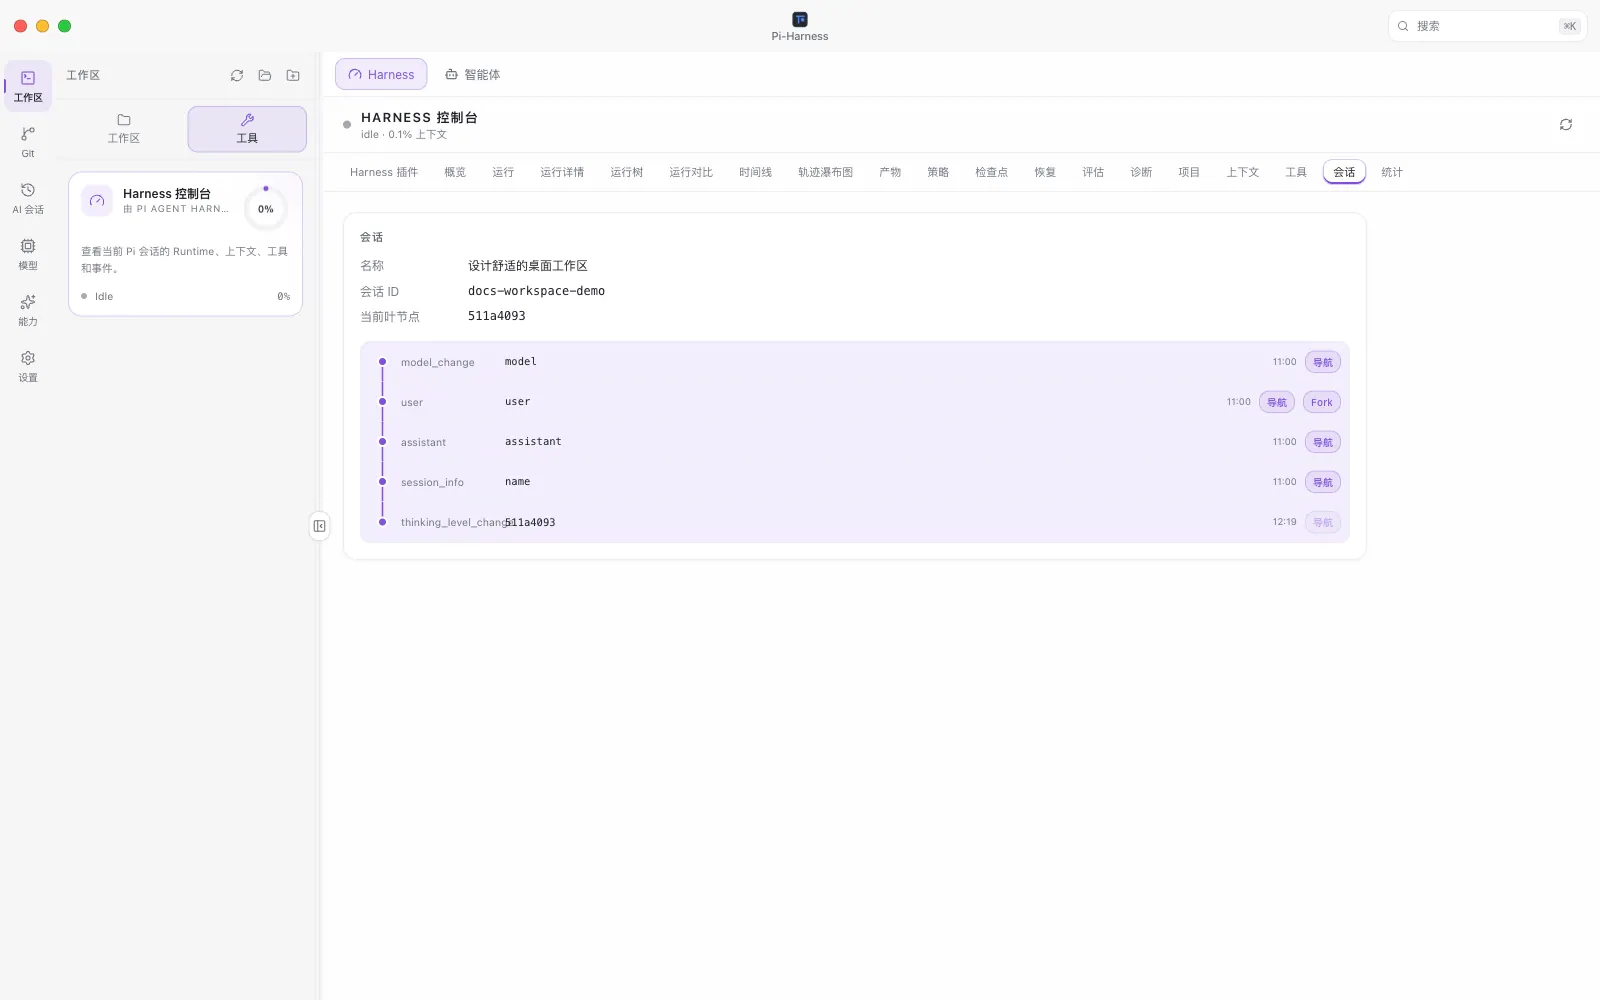 Pi-Harness
搜索
⌘K
工作区
Git
AI 会话
模型
能力
设置
工作区
工作区
工具
Harness 控制台
由 PI AGENT HARN...
0%
查看当前 Pi 会话的 Runtime、上下文、工具
和事件。
Idle
0%
Harness
智能体
HARNESS 控制台
idle · 0.1% 上下文
Harness 插件
概览
运行
运行详情
运行树
运行对比
时间线
轨迹瀑布图
产物
策略
检查点
恢复
评估
诊断
项目
上下文
工具
会话
统计
会话
名称 设计舒适的桌面工作区
会话 ID docs-workspace-demo
当前叶节点 511a4093
model_change model 11:00 导航
user user 11:00 导航 Fork
assistant assistant 11:00 导航
session_info name 11:00 导航
thinking_level_change 511a4093 12:19 导航